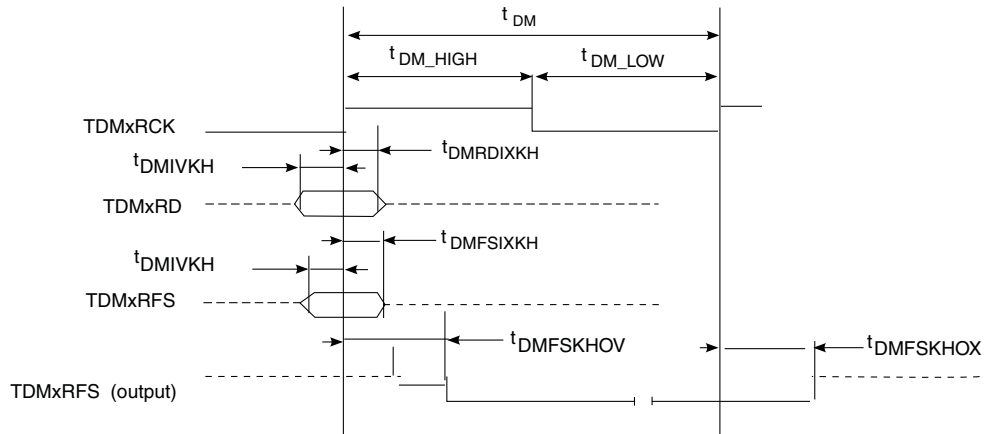 t DM
t DM_HIGH
t DM_LOW
TDMxRCK
t DMRDIXKH
t DMIVKH
TDMxRD
t DMFSIXKH
t DMIVKH
TDMxRFS
t DMFSKHOV
t DMFSKHOX
TDMxRFS (output)